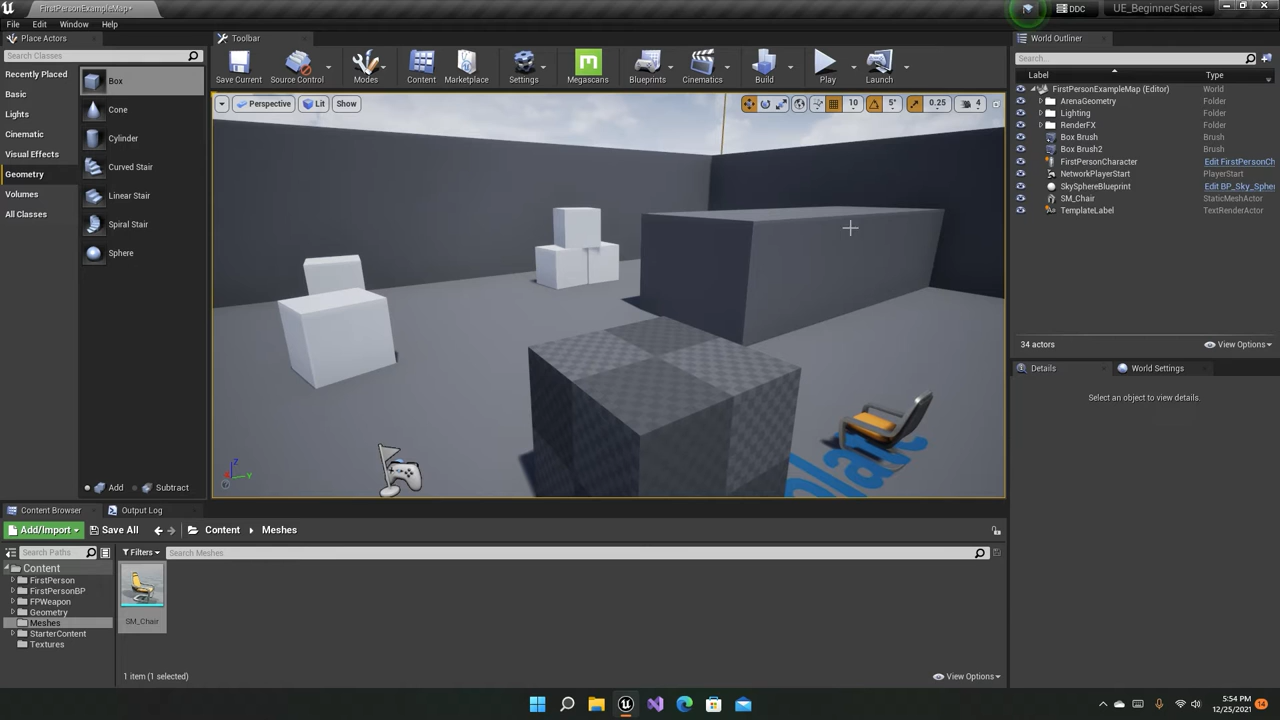 FirstPersonExampleMap*
DDC
UE_BeginnerSeries
File Edit Window Help
Place Actors
Toolbar
World Outliner
Search Classes
Recently Placed
Basic
Lights
Cinematic
Visual Effects
Geometry
Volumes
All Classes
Box
Cone
Cylinder
Curved Stair
Linear Stair
Spiral Stair
Sphere
Add Subtract
Save Current
Source Control
Modes
Content
Marketplace
Settings
Megascans
Blueprints
Cinematics
Build
Play
Launch
Perspective Lit Show
10 5° 0.25 4
Search...
Label Type
FirstPersonExampleMap (Editor) World
ArenaGeometry Folder
Lighting Folder
RenderFX Folder
Box Brush Brush
Box Brush2 Brush
FirstPersonCharacter Edit FirstPersonCh
NetworkPlayerStart PlayerStart
SkySphereBlueprint Edit BP_Sky_Spher
SM_Chair StaticMeshActor
TemplateLabel TextRenderActor
34 actors View Options
Details World Settings
Select an object to view details.
Z
Y
plate
Content Browser Output Log
Add/Import Save All Content Meshes
Search Paths Filters Search Meshes
Content
FirstPerson
FirstPersonBP
FPWeapon
Geometry
Meshes
StarterContent
Textures
SM_Chair
1 item (1 selected) View Options
5:54 PM
12/25/2021
14